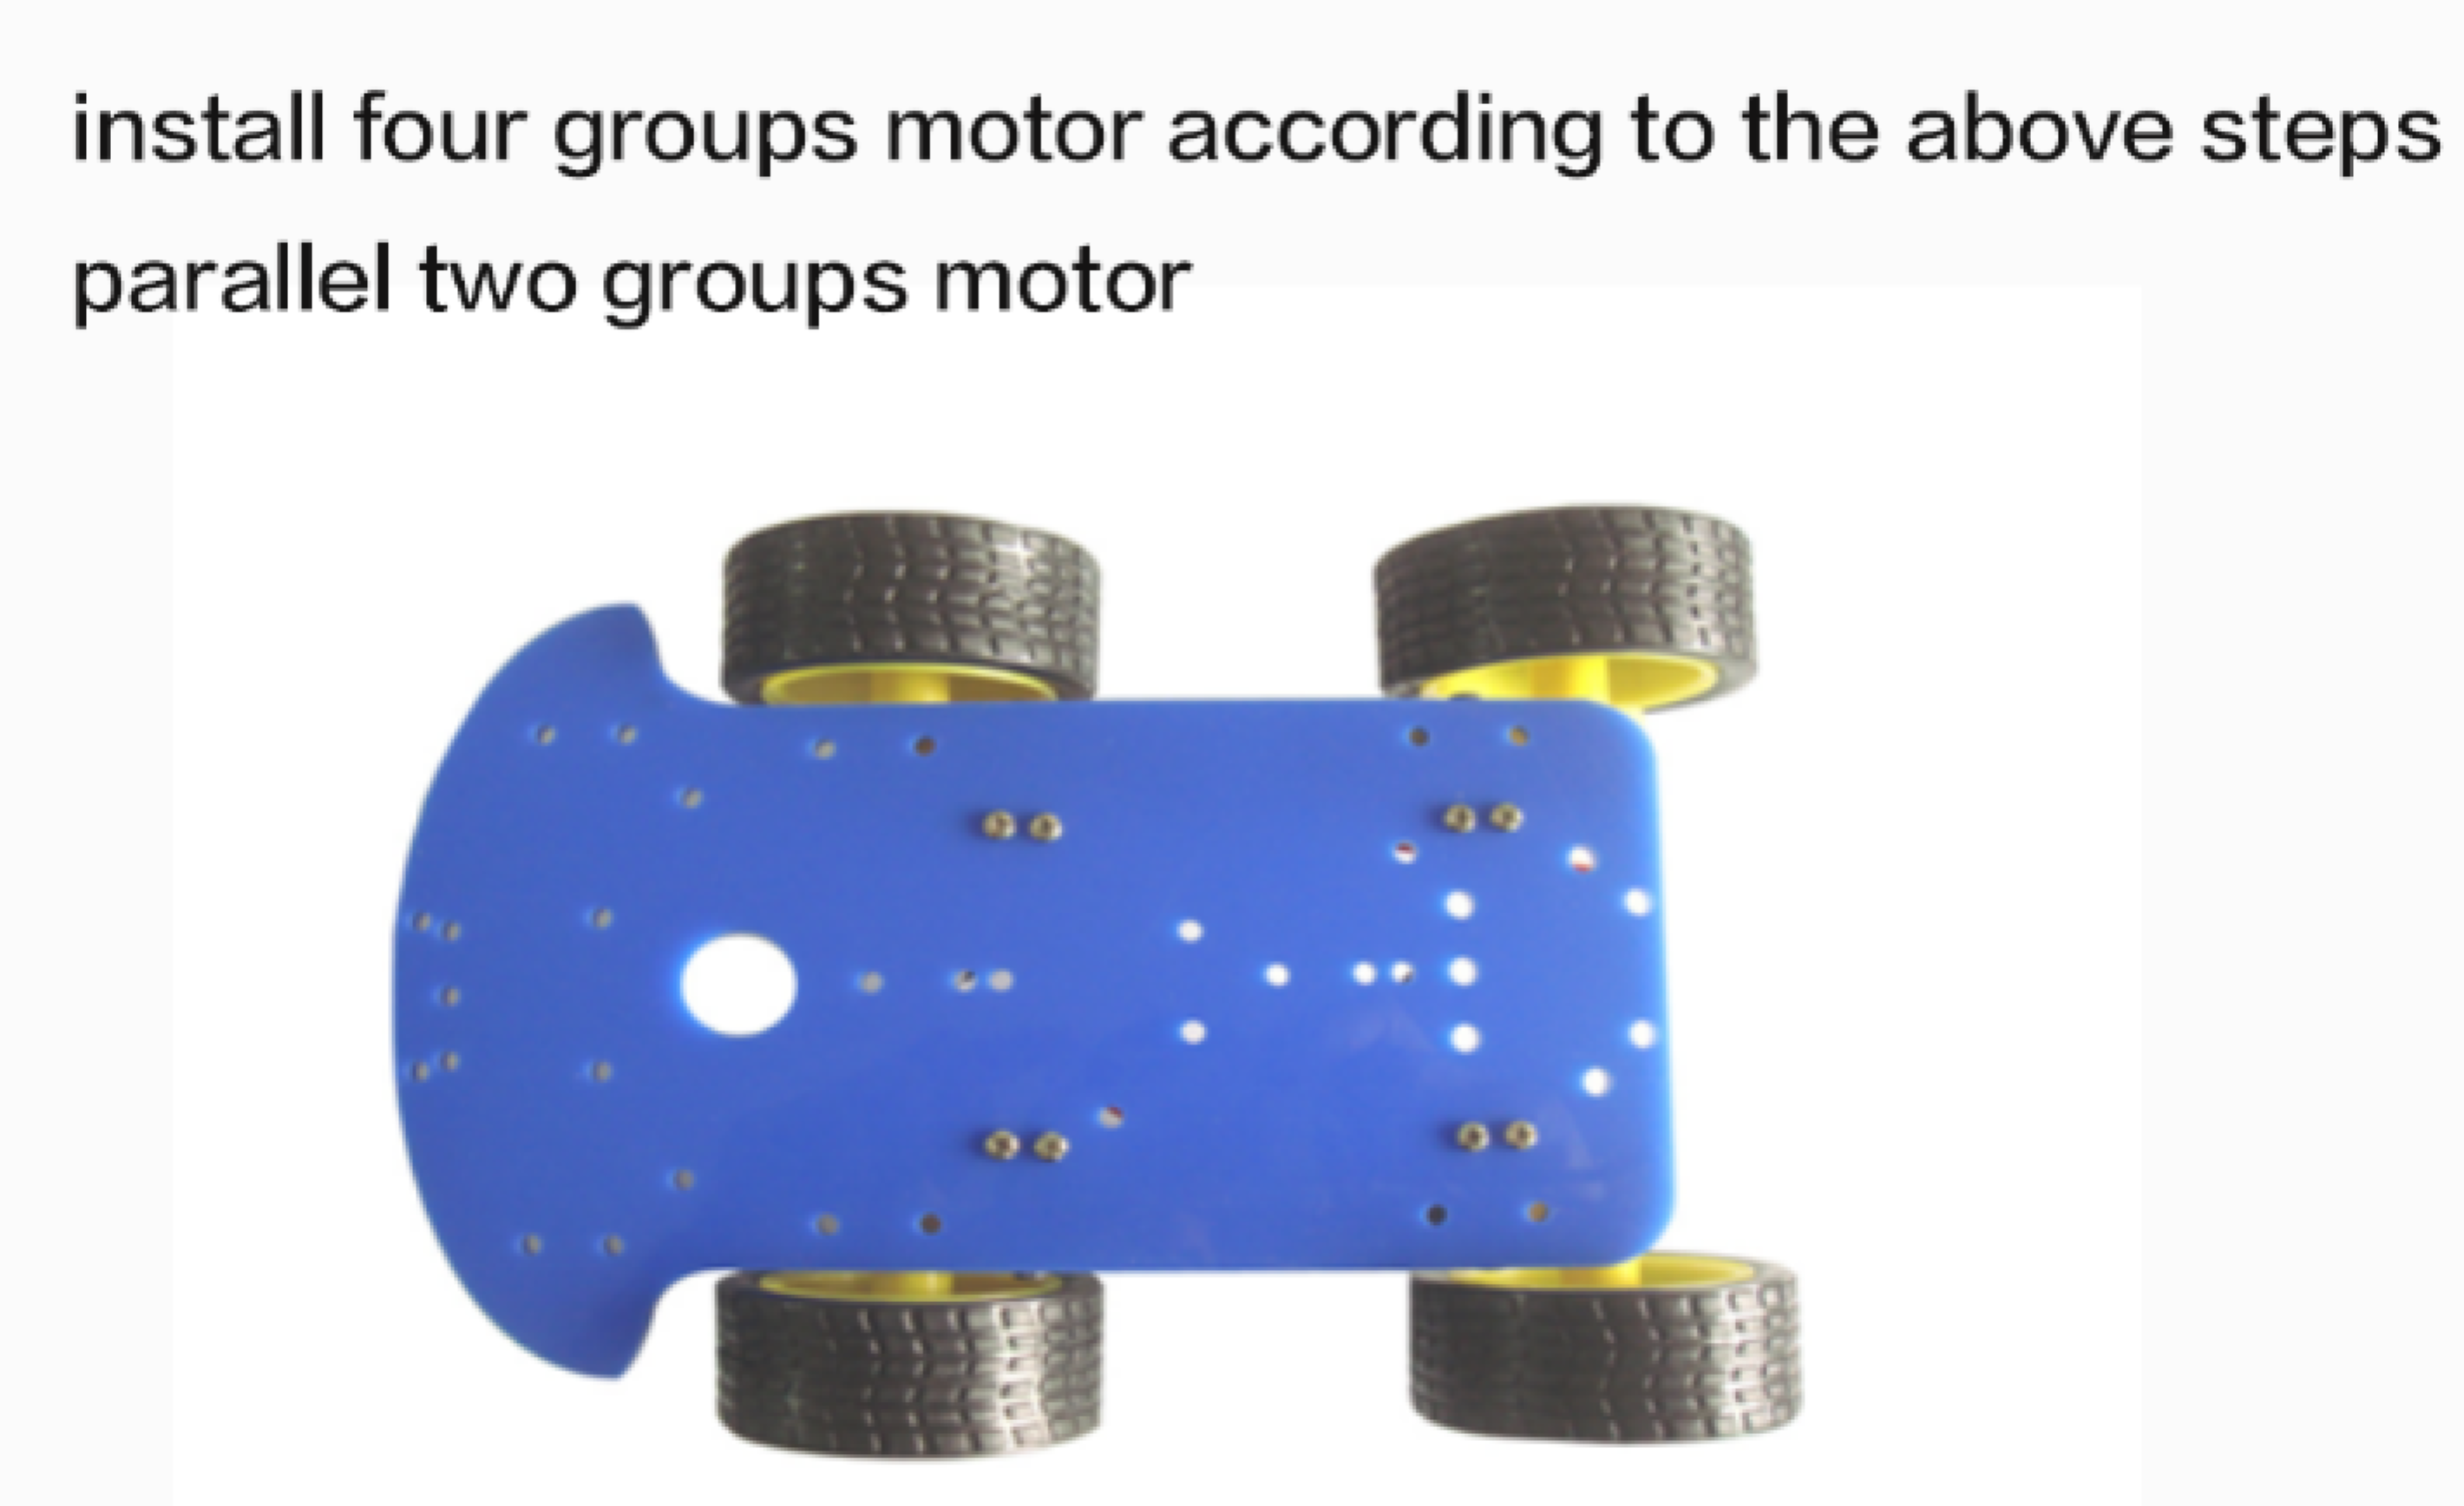 install four groups motor according to the above steps
parallel two groups motor